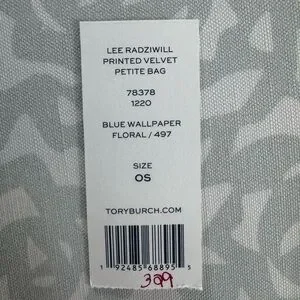 LEE RADZIWILL
PRINTED VELVET
PETITE BAG
78378
1220
BLUE WALLPAPER
FLORAL / 497
SIZE
OS
TORYBURCH.COM
1 92485 68895 5
329